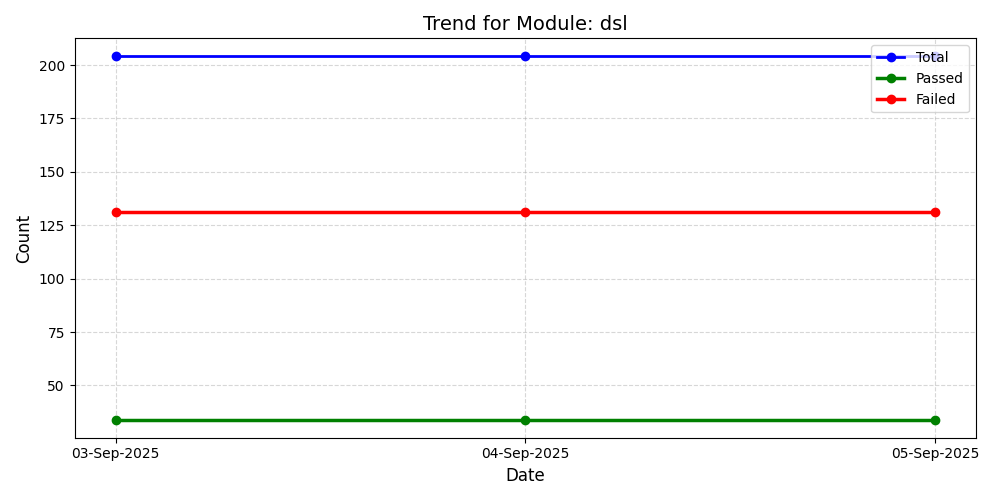 Trend for Module: dsl
Total
Passed
Failed
200
175
150
125
100
75
50
Count
03-Sep-2025
04-Sep-2025
05-Sep-2025
Date